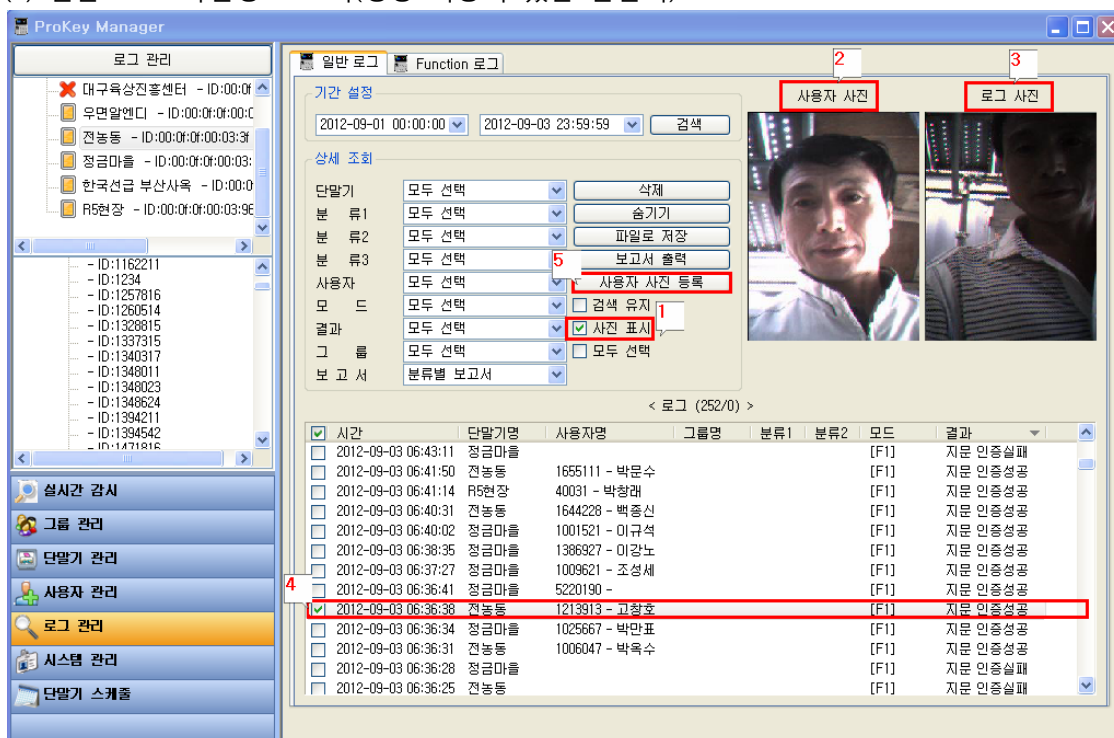 ProKey Manager
로그 관리
대구육상진흥센터 - ID:00:0f
우면알엔디 - ID:00:0f:0f:00:0
전농동 - ID:00:0f:0f:00:03:3f
정금마을 - ID:00:0f:0f:00:03:
한국선급 부산사옥 - ID:00:0
R5현장 - ID:00:0f:0f:00:03:96
- ID:1162211
- ID:1234
- ID:1257816
- ID:1260514
- ID:1328815
- ID:1337315
- ID:1340317
- ID:1348011
- ID:1348023
- ID:1348624
- ID:1394211
- ID:1394542
- ID:1471816
실시간 감시
그룹 관리
단말기 관리
사용자 관리
로그 관리
시스템 관리
단말기 스케줄
일반 로그
Function 로그
기간 설정
2012-09-01 00:00:00
2012-09-03 23:59:59
검색
상세 조회
단말기 모두 선택 삭제
분 류1 모두 선택 숨기기
분 류2 모두 선택 파일로 저장
분 류3 모두 선택 보고서 출력
5
사용자 모두 선택 사용자 사진 등록
모 드 모두 선택 검색 유지
1
결과 모두 선택 사진 표시
그 룹 모두 선택 모두 선택
보 고 서 분류별 보고서
2
사용자 사진
3
로그 사진
< 로그 (252/0) >
시간 단말기명 사용자명 그룹명 분류1 분류2 모드 결과
2012-09-03 06:43:11 정금마을 [F1] 지문 인증실패
2012-09-03 06:41:50 전농동 1655111 - 박문수 [F1] 지문 인증성공
2012-09-03 06:41:14 R5현장 40031 - 박창래 [F1] 지문 인증성공
2012-09-03 06:40:31 전농동 1644228 - 백종신 [F1] 지문 인증성공
2012-09-03 06:40:02 정금마을 1001521 - 이규석 [F1] 지문 인증성공
2012-09-03 06:38:35 정금마을 1386927 - 이강노 [F1] 지문 인증성공
2012-09-03 06:37:27 정금마을 1009621 - 조성세 [F1] 지문 인증성공
2012-09-03 06:36:41 정금마을 5220190 - [F1] 지문 인증성공
4
2012-09-03 06:36:38 전농동 1213913 - 고창호 [F1] 지문 인증성공
2012-09-03 06:36:34 정금마을 1025667 - 박만표 [F1] 지문 인증성공
2012-09-03 06:36:31 전농동 1006047 - 박옥수 [F1] 지문 인증성공
2012-09-03 06:36:28 정금마을 [F1] 지문 인증실패
2012-09-03 06:36:25 전농동 [F1] 지문 인증실패